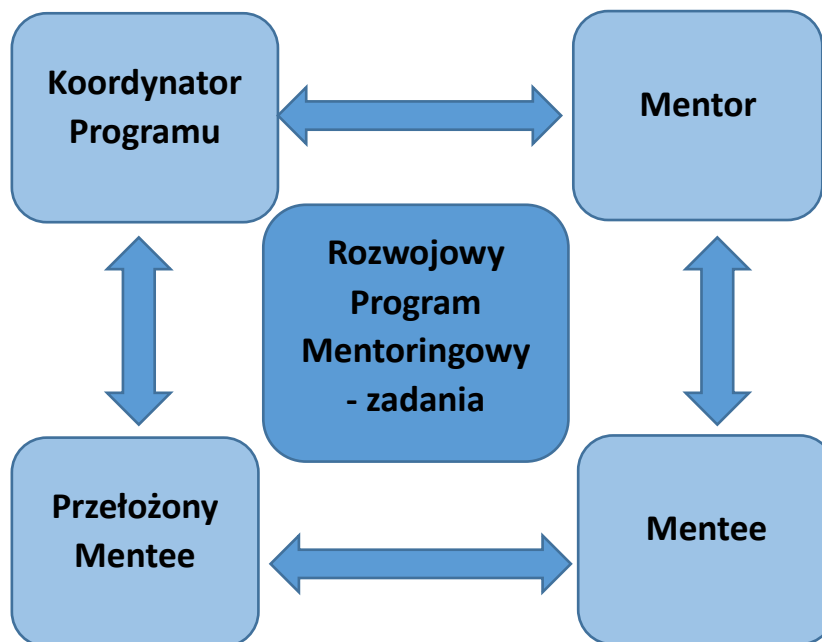 Koordynator
Programu
Mentor
Rozwojowy
Program
Mentoringowy
- zadania
Przełożony
Mentee
Mentee